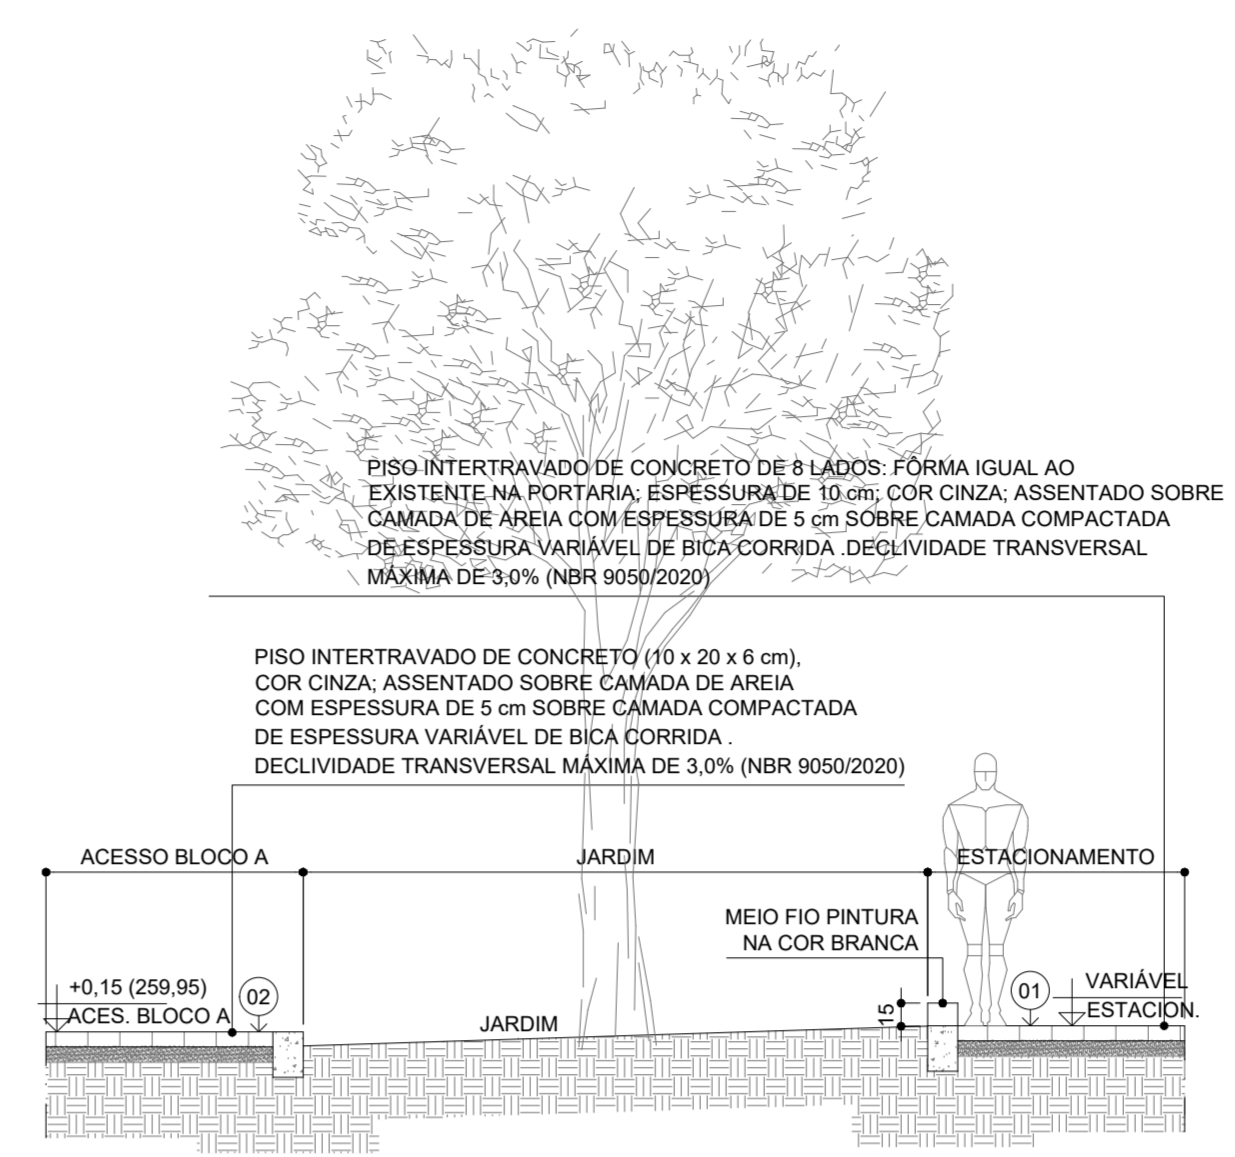 PISO INTERTRAVADO DE CONCRETO DE 8 LADOS: FÔRMA IGUAL AO
EXISTENTE NA PORTARIA; ESPESSURA DE 10 cm; COR CINZA; ASSENTADO SOBRE
CAMADA DE AREIA COM ESPESSURA DE 5 cm SOBRE CAMADA COMPACTADA
DE ESPESSURA VARIÁVEL DE BICA CORRIDA .DECLIVIDADE TRANSVERSAL
MÁXIMA DE 3,0% (NBR 9050/2020)
PISO INTERTRAVADO DE CONCRETO (10 x 20 x 6 cm),
COR CINZA; ASSENTADO SOBRE CAMADA DE AREIA
COM ESPESSURA DE 5 cm SOBRE CAMADA COMPACTADA
DE ESPESSURA VARIÁVEL DE BICA CORRIDA .
DECLIVIDADE TRANSVERSAL MÁXIMA DE 3,0% (NBR 9050/2020)
ACESSO BLOCO A
JARDIM
ESTACIONAMENTO
MEIO FIO PINTURA
NA COR BRANCA
+0,15 (259,95)
ACES. BLOCO A
02
JARDIM
15
01
VARIÁVEL
ESTACION.